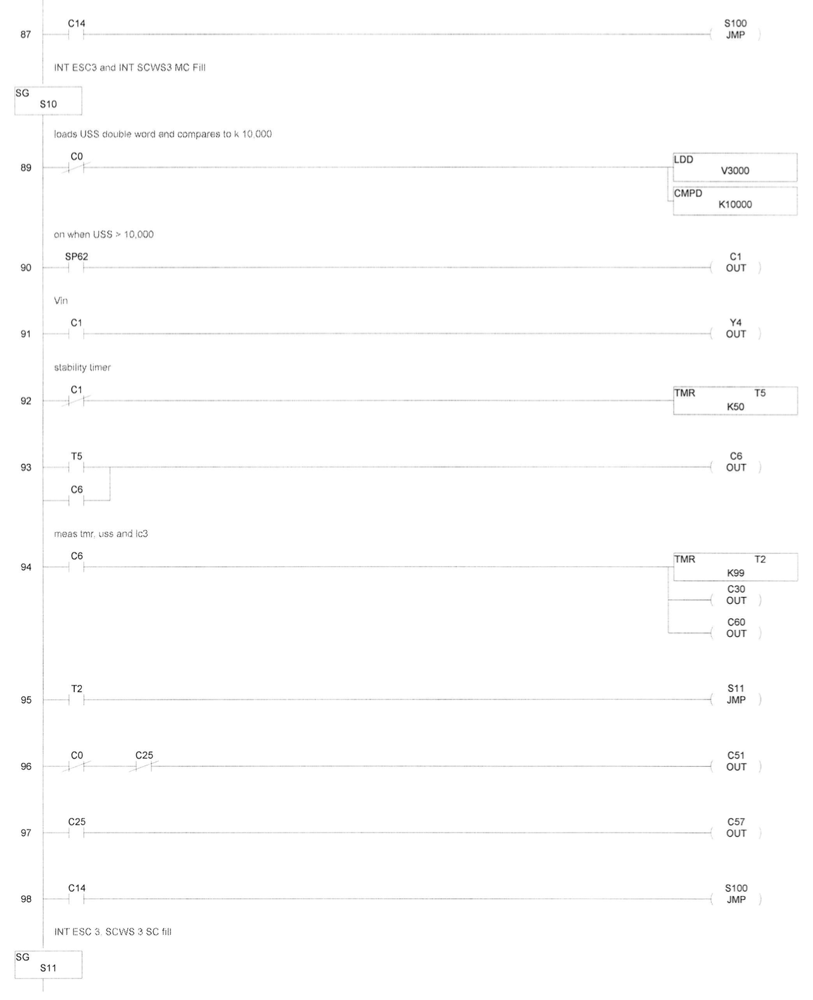 C14 S100
87 JMP
INT ESC3 and INT SCWS3 MC Fill
SG
S10
loads USS double word and compares to k 10,000
C0
89 LDD
V3000
CMPD
K10000
on when USS > 10,000
SP62 C1
90 OUT
Vin
C1 Y4
91 OUT
stability timer
C1
92 TMR T5
K50
T5 C6
93 OUT
C6
meas tmr, uss and lc3
C6
94 TMR T2
K99
C30
OUT
C60
OUT
T2 S11
95 JMP
C0 C25 C51
96 OUT
C25 C57
97 OUT
C14 S100
98 JMP
INT ESC 3, SCWS 3 SC fill
SG
S11